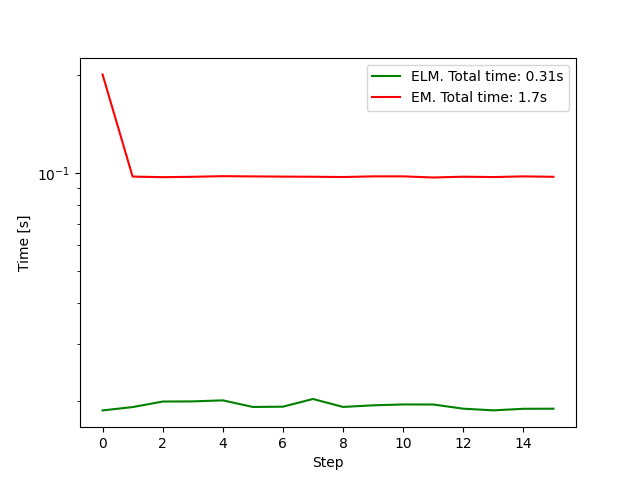 ELM. Total time: 0.31s
EM. Total time: 1.7s
10⁻¹
Time [s]
0 2 4 6 8 10 12 14
Step